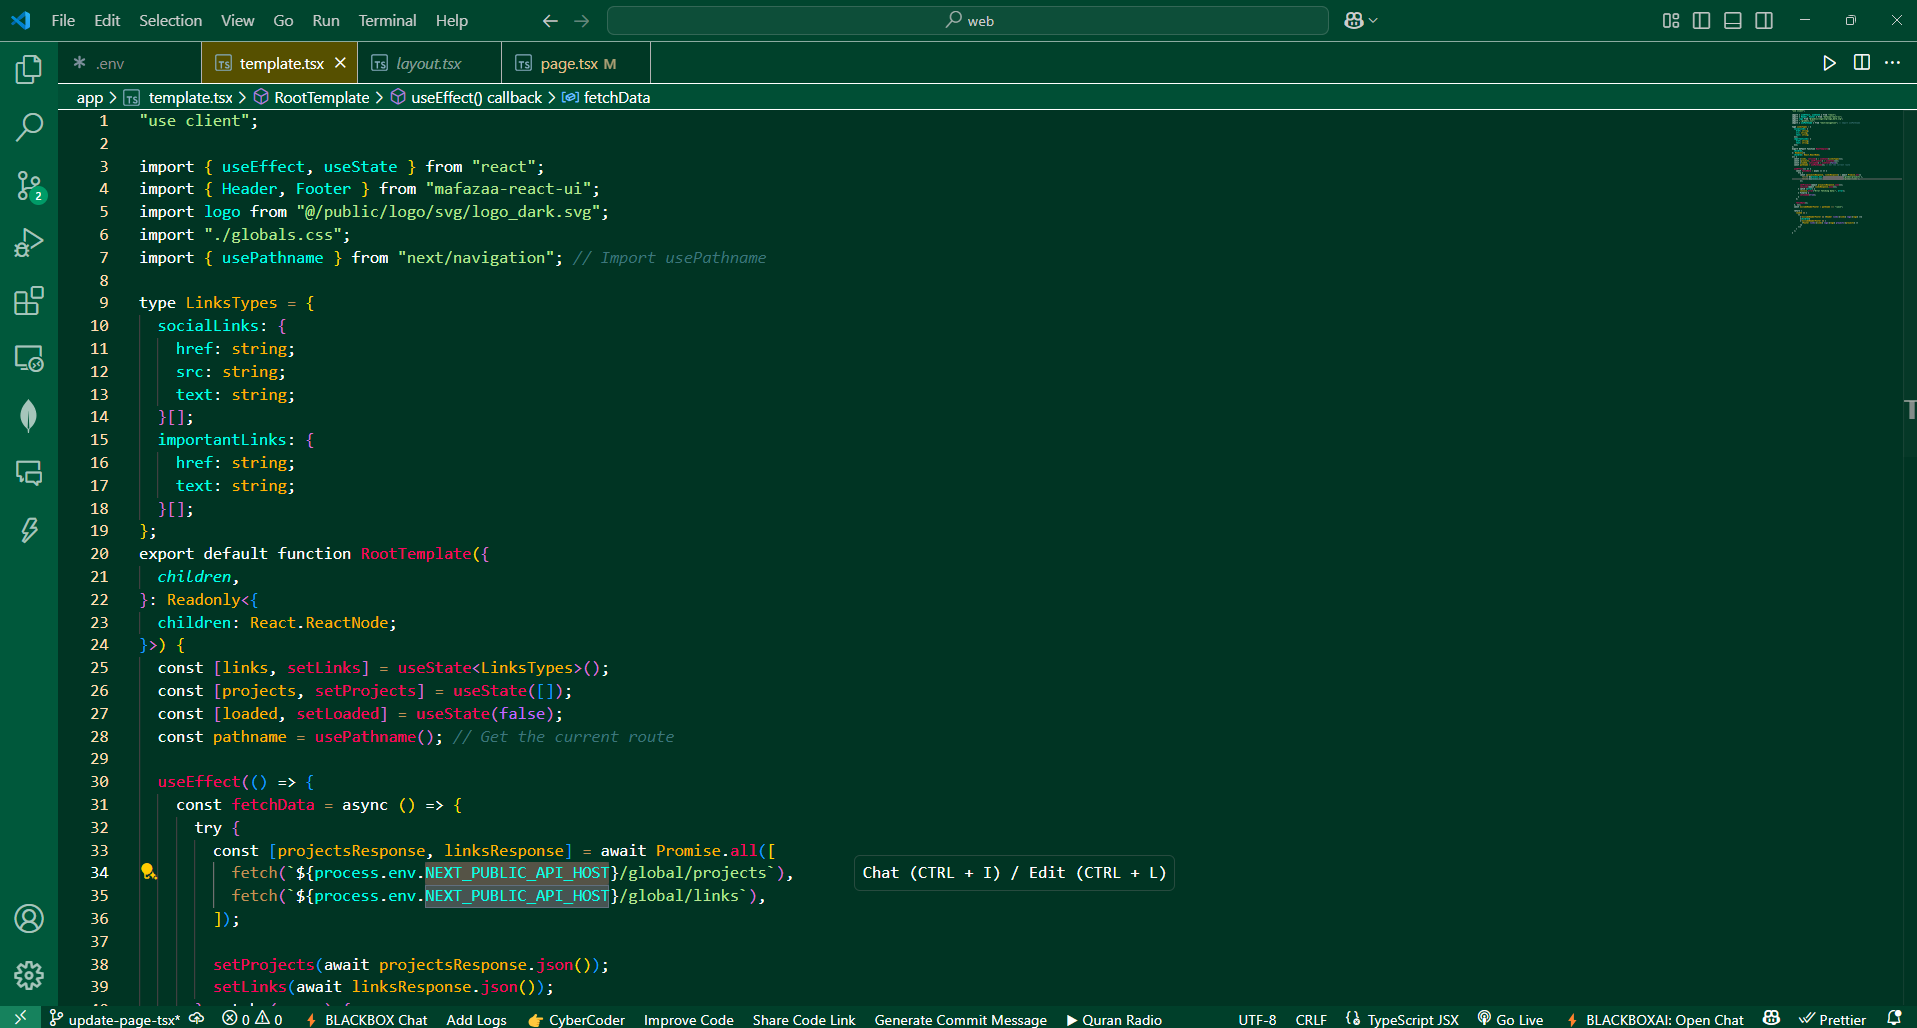 File Edit Selection View Go Run Terminal Help
web
.env
template.tsx
layout.tsx
page.tsx M
app > template.tsx > RootTemplate > useEffect() callback > fetchData
1 "use client";
2
3 import { useEffect, useState } from "react";
4 import { Header, Footer } from "mafazaa-react-ui";
5 import logo from "@/public/logo/svg/logo_dark.svg";
6 import "./globals.css";
7 import { usePathname } from "next/navigation"; // Import usePathname
8
9 type LinksTypes = {
10 socialLinks: {
11 href: string;
12 src: string;
13 text: string;
14 }[];
15 importantLinks: {
16 href: string;
17 text: string;
18 }[];
19 };
20 export default function RootTemplate({
21 children,
22 }: Readonly<{
23 children: React.ReactNode;
24 }>) {
25 const [links, setLinks] = useState<LinksTypes>();
26 const [projects, setProjects] = useState([]);
27 const [loaded, setLoaded] = useState(false);
28 const pathname = usePathname(); // Get the current route
29
30 useEffect(() => {
31 const fetchData = async () => {
32 try {
33 const [projectsResponse, linksResponse] = await Promise.all([
34 fetch(`${process.env.NEXT_PUBLIC_API_HOST}/global/projects`), Chat (CTRL + I) / Edit (CTRL + L)
35 fetch(`${process.env.NEXT_PUBLIC_API_HOST}/global/links`),
36 ]);
37
38 setProjects(await projectsResponse.json());
39 setLinks(await linksResponse.json());
2
update-page-tsx* 0 0 BLACKBOX Chat Add Logs CyberCoder Improve Code Share Code Link Generate Commit Message Quran Radio UTF-8 CRLF TypeScript JSX Go Live BLACKBOXAI: Open Chat Prettier